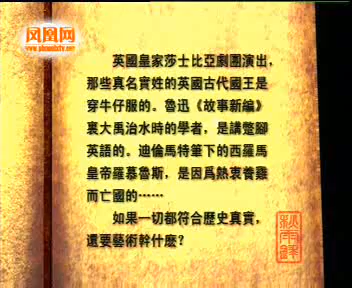 凤凰网
www.phoenixtv.com
英國皇家莎士比亞劇團演出，
那些真名實姓的英國古代國王是
穿牛仔服的。魯迅《故事新編》
裏大禹治水時的學者，是講蹩腳
英語的。迪倫馬特筆下的西羅馬
皇帝羅慕魯斯，是因爲熱衷養雞
而亡國的……
如果一切都符合歷史真實，
還要藝術幹什麽？